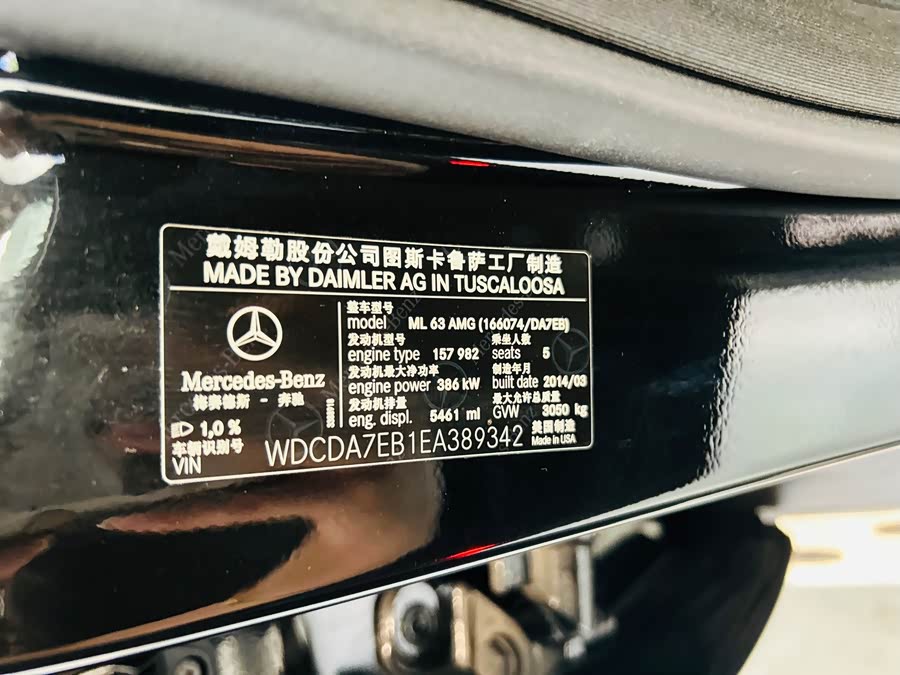 戴姆勒股份公司图斯卡鲁萨工厂制造
MADE BY DAIMLER AG IN TUSCALOOSA
Mercedes-Benz
梅赛德斯 - 奔驰
整车型号
model ML 63 AMG (166074/DA7EB)
发动机型号 乘坐人数
engine type 157 982 seats 5
发动机最大净功率 制造年月
engine power 386 kW built date 2014/03
发动机排量 最大允许总质量
eng. displ. 5461 ml GVW 3050 kg
1,0 %
车辆识别号
VIN WDCDA7EB1EA389342
美国制造
Made in USA